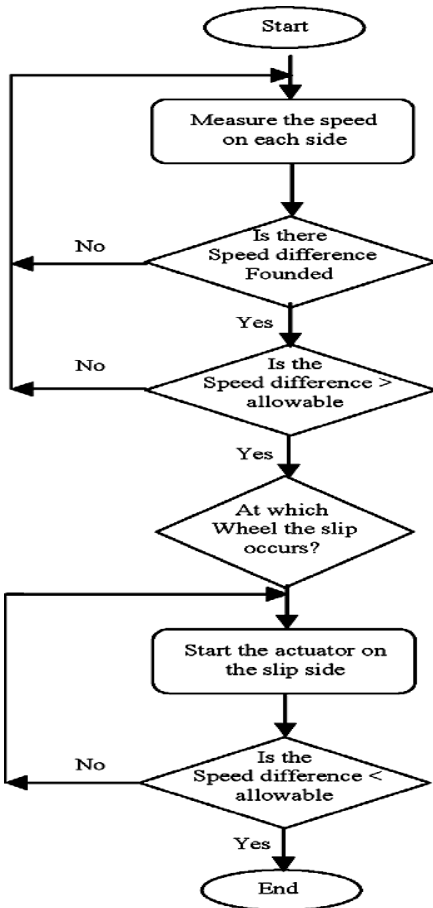 Start
Measure the speed
on each side
Is there
Speed difference
Founded
No
Yes
Is the
Speed difference >
allowable
No
Yes
At which
Wheel the slip
occurs?
Start the actuator on
the slip side
Is the
Speed difference <
allowable
No
Yes
End